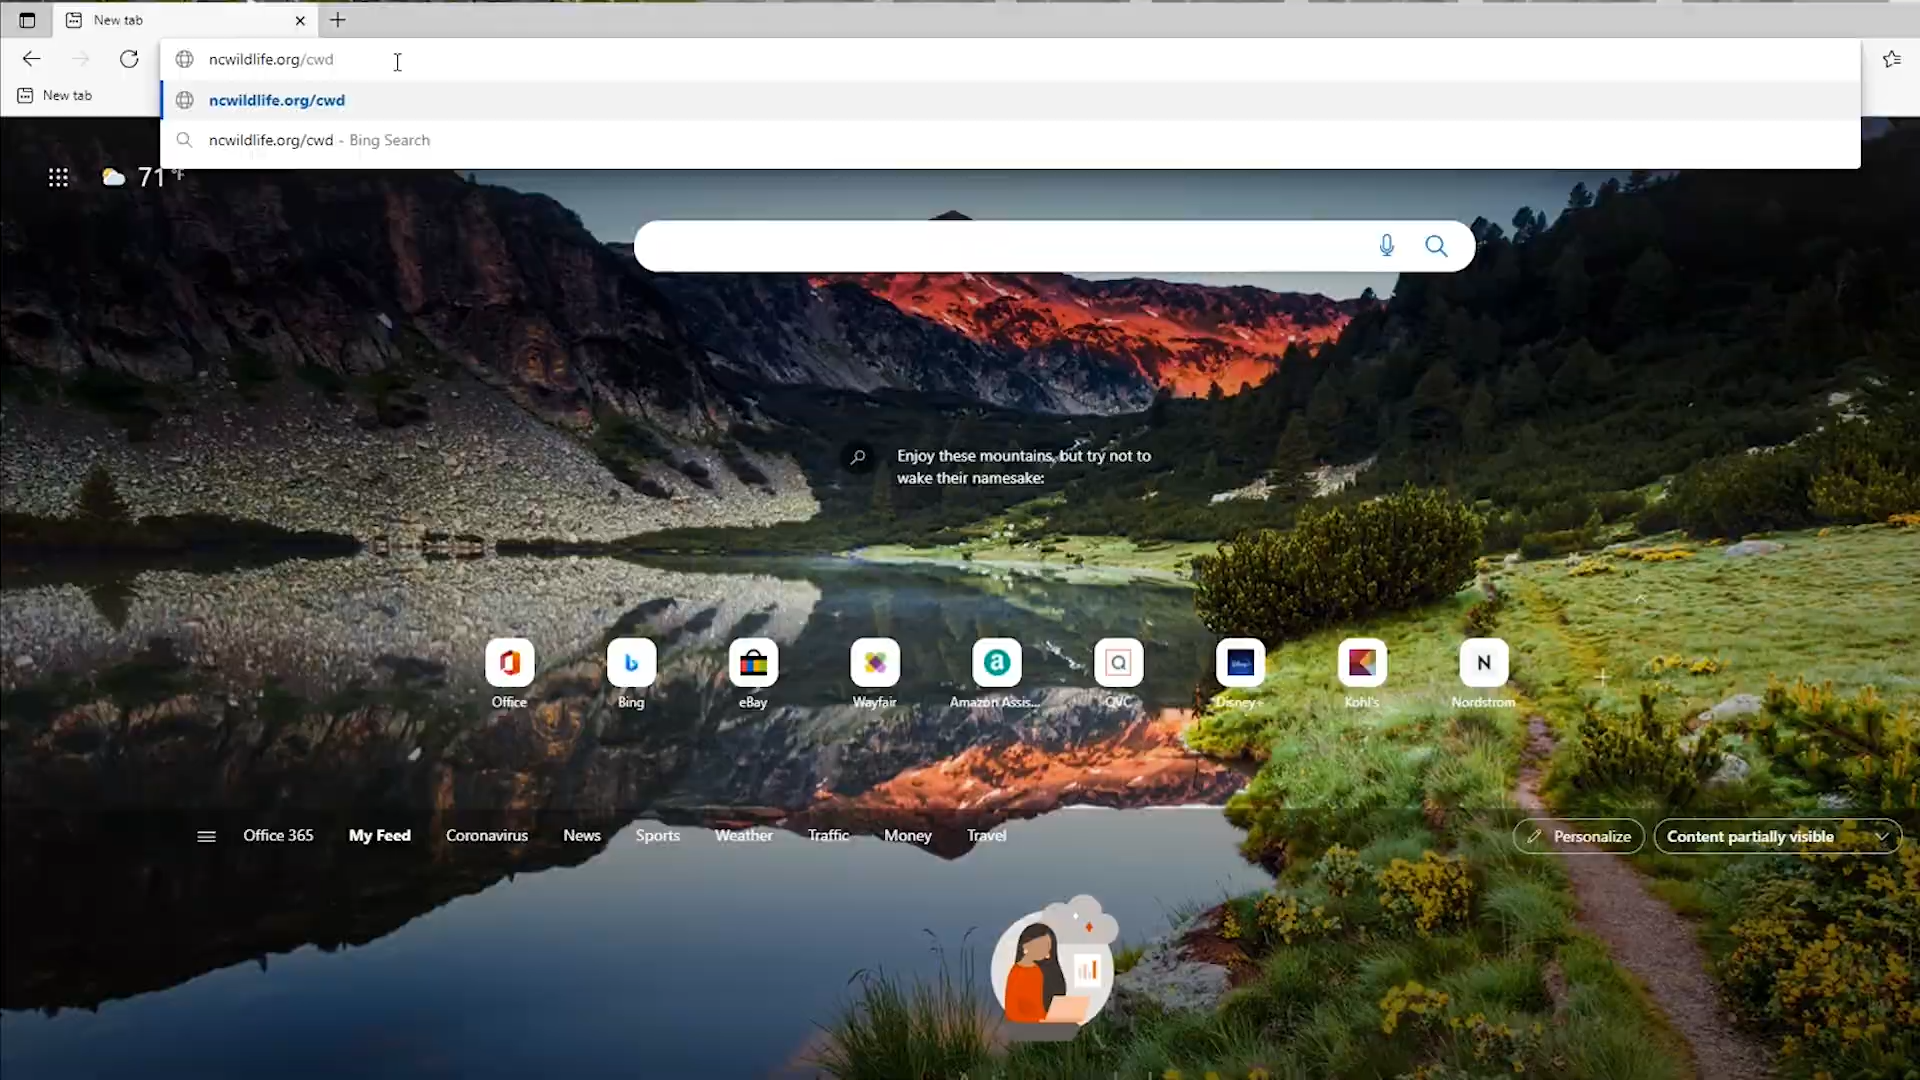 New tab
ncwildlife.org/cwd
New tab
ncwildlife.org/cwd
ncwildlife.org/cwd - Bing Search
71 °F
Enjoy these mountains, but try not to
wake their namesake:
Office
Bing
eBay
Wayfair
Amazon Assis...
QVC
Disney+
Kohl's
Nordstrom
Office 365
My Feed
Coronavirus
News
Sports
Weather
Traffic
Money
Travel
Personalize
Content partially visible